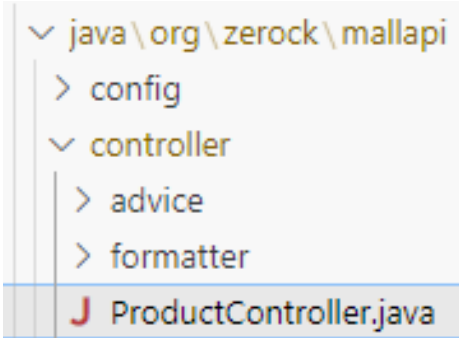 java\org\zerock\mallapi
config
controller
advice
formatter
J ProductController.java